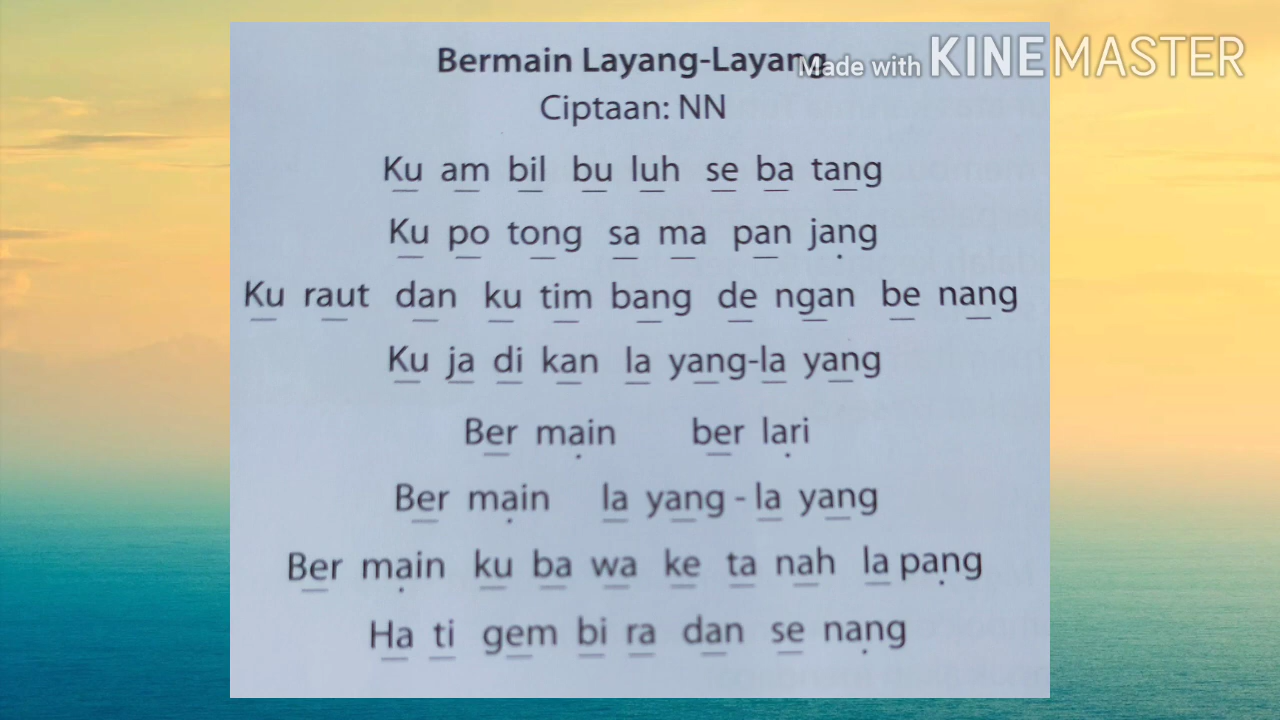 Bermain Layang-Layang
Made with KINEMASTER
Ciptaan: NN
Ku am bil bu luh se ba tang
Ku po tong sa ma pan jang
Ku raut dan ku tim bang de ngan be nang
Ku ja di kan la yang-la yang
Ber main ber lari
Ber main la yang - la yang
Ber main ku ba wa ke ta nah la pang
Ha ti gem bi ra dan se nang